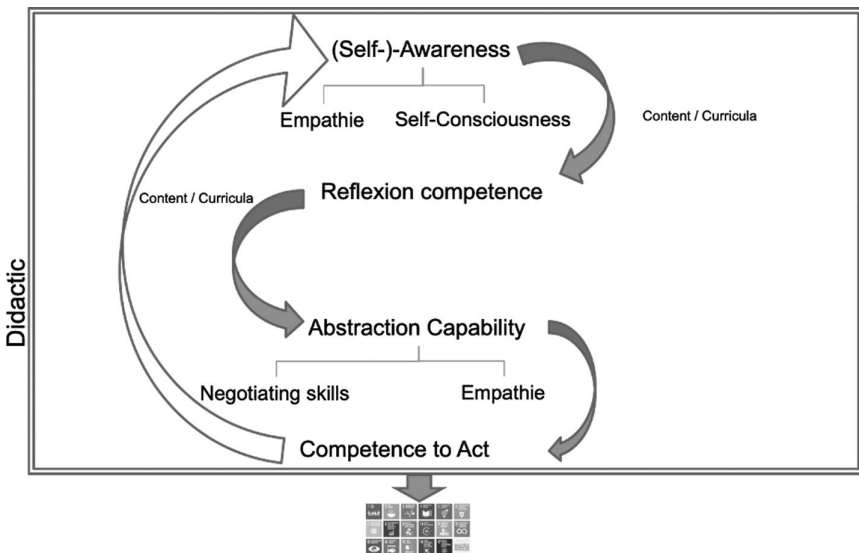 (Self-)-Awareness
Empathie
Self-Consciousness
Content / Curricula
Reflexion competence
Content / Curricula
Didactic
Abstraction Capability
Negotiating skills
Empathie
Competence to Act